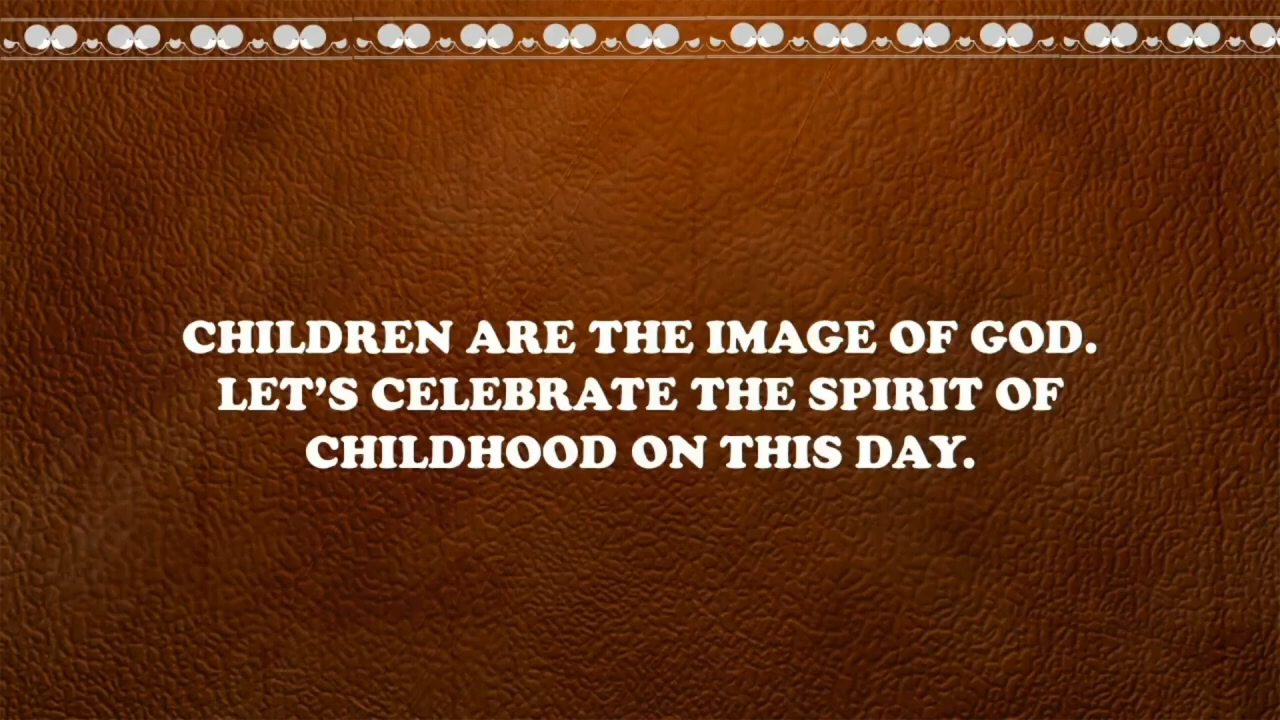 CHILDREN ARE THE IMAGE OF GOD.
LET’S CELEBRATE THE SPIRIT OF
CHILDHOOD ON THIS DAY.